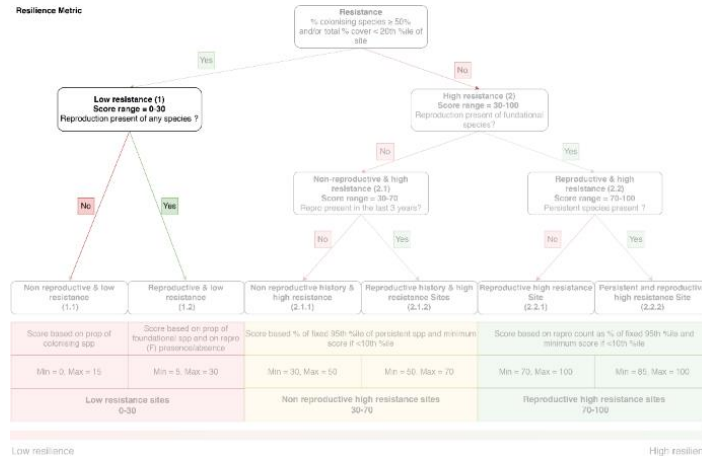 Resilience Metric
Resistance
% colonising species ≥ 50%
and/or total % cover < 20th %ile of
site
Yes
No
Low resistance (1)
Score range = 0-30
Reproduction present of any species ?
High resistance (2)
Score range = 30-100
Reproduction present of fundational
species?
No
Yes
No
Yes
Non-reproductive & high
resistance (2.1)
Score range = 30-70
Repro present in the last 3 years?
Reproductive & high
resistance (2.2)
Score range = 70-100
Persistent species present ?
No
Yes
No
Yes
Non reproductive & low
resistance
(1.1)
Reproductive & low
resistance
(1.2)
Non reproductive history &
high resistance
(2.1.1)
Reproductive history & high
resistance Sites
(2.1.2)
Reproductive high resistance
Site
(2.2.1)
Persistent and reproductive
high resistance Site
(2.2.2)
Score based on prop of
colonising spp
Score based on prop of
foundational spp and on repro
(F) presence/absence
Score based % of fixed 95th %ile of persistent spp and minimum
score if <10th %ile
Score based on repro count as % of fixed 95th %ile and
minimum score if <10th %ile
Min = 0, Max = 15
Min = 5, Max = 30
Min = 30, Max = 50
Min = 50, Max = 70
Min = 70, Max = 100
Min = 85, Max = 100
Low resistance sites
0-30
Non reproductive high resistance sites
30-70
Reproductive high resistance sites
70-100
Low resilience
High resilien